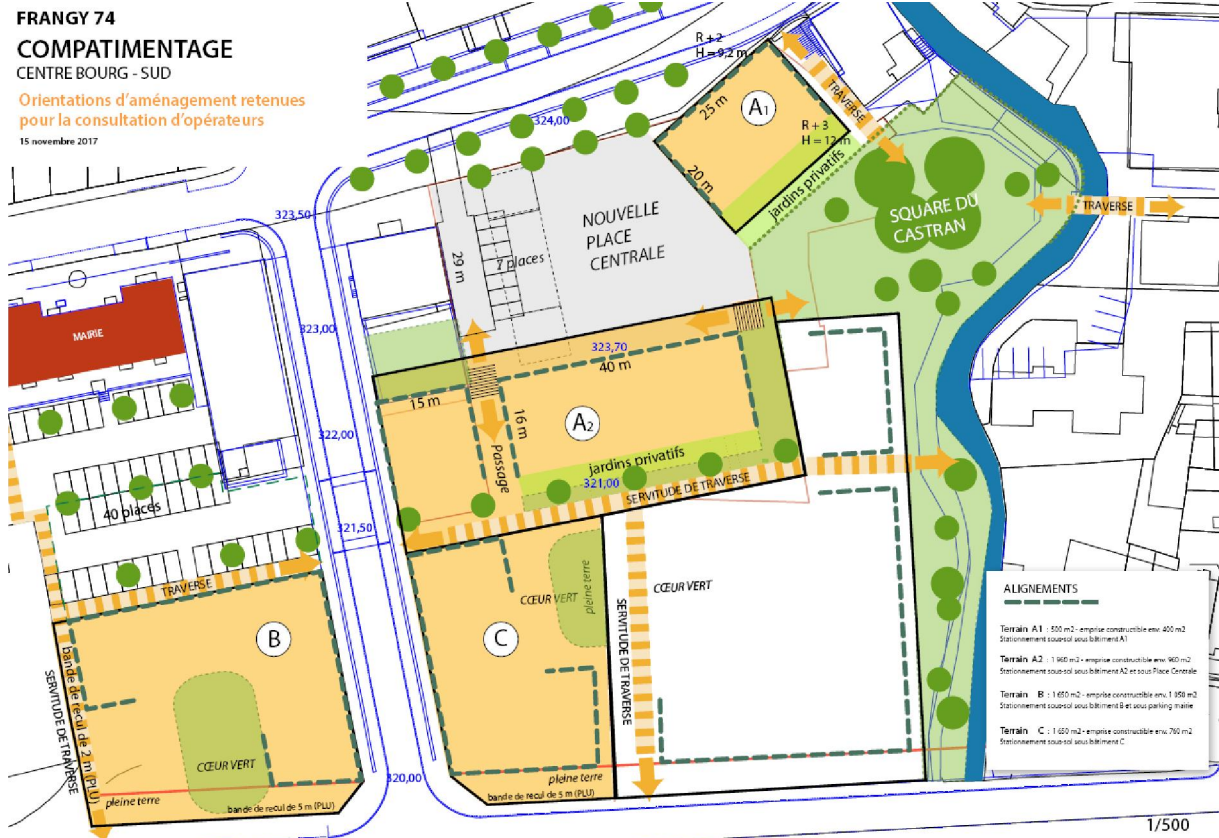 FRANGY 74
COMPATIMENTAGE
CENTRE BOURG - SUD
Orientations d'aménagement retenues
pour la consultation d'opérateurs
15 novembre 2017
R + 2
H = 9,2 m
A1
25 m
20 m
R + 3
H = 12 m
jardins privatifs
TRAVERSE
324,00
323,50
NOUVELLE
PLACE
CENTRALE
7 places
29 m
SQUARE DU
CASTRAN
TRAVERSE
MAIRIE
323,00
323,70
40 m
15 m
16 m
A2
Passage
jardins privatifs
321,00
SERVITUDE DE TRAVERSE
322,00
40 places
321,50
TRAVERSE
B
bande de recul de 2 m (PLU)
SERVITUDE DE TRAVERSE
CŒUR VERT
pleine terre
bande de recul de 5 m (PLU)
320,00
C
CŒUR VERT
pleine terre
SERVITUDE DE TRAVERSE
CŒUR VERT
pleine terre
bande de recul de 5 m (PLU)
ALIGNEMENTS
Terrain A1 : 500 m2 - emprise constructible env. 400 m2
Stationnement sous-sol sous bâtiment A1
Terrain A2 : 1 960 m2 - emprise constructible env. 960 m2
Stationnement sous-sol sous bâtiment A2 et sous Place Centrale
Terrain B : 1 650 m2 - emprise constructible env. 1 050 m2
Stationnement sous-sol sous bâtiment B et sous parking mairie
Terrain C : 1 650 m2 - emprise constructible env. 760 m2
Stationnement sous-sol sous bâtiment C
1/500